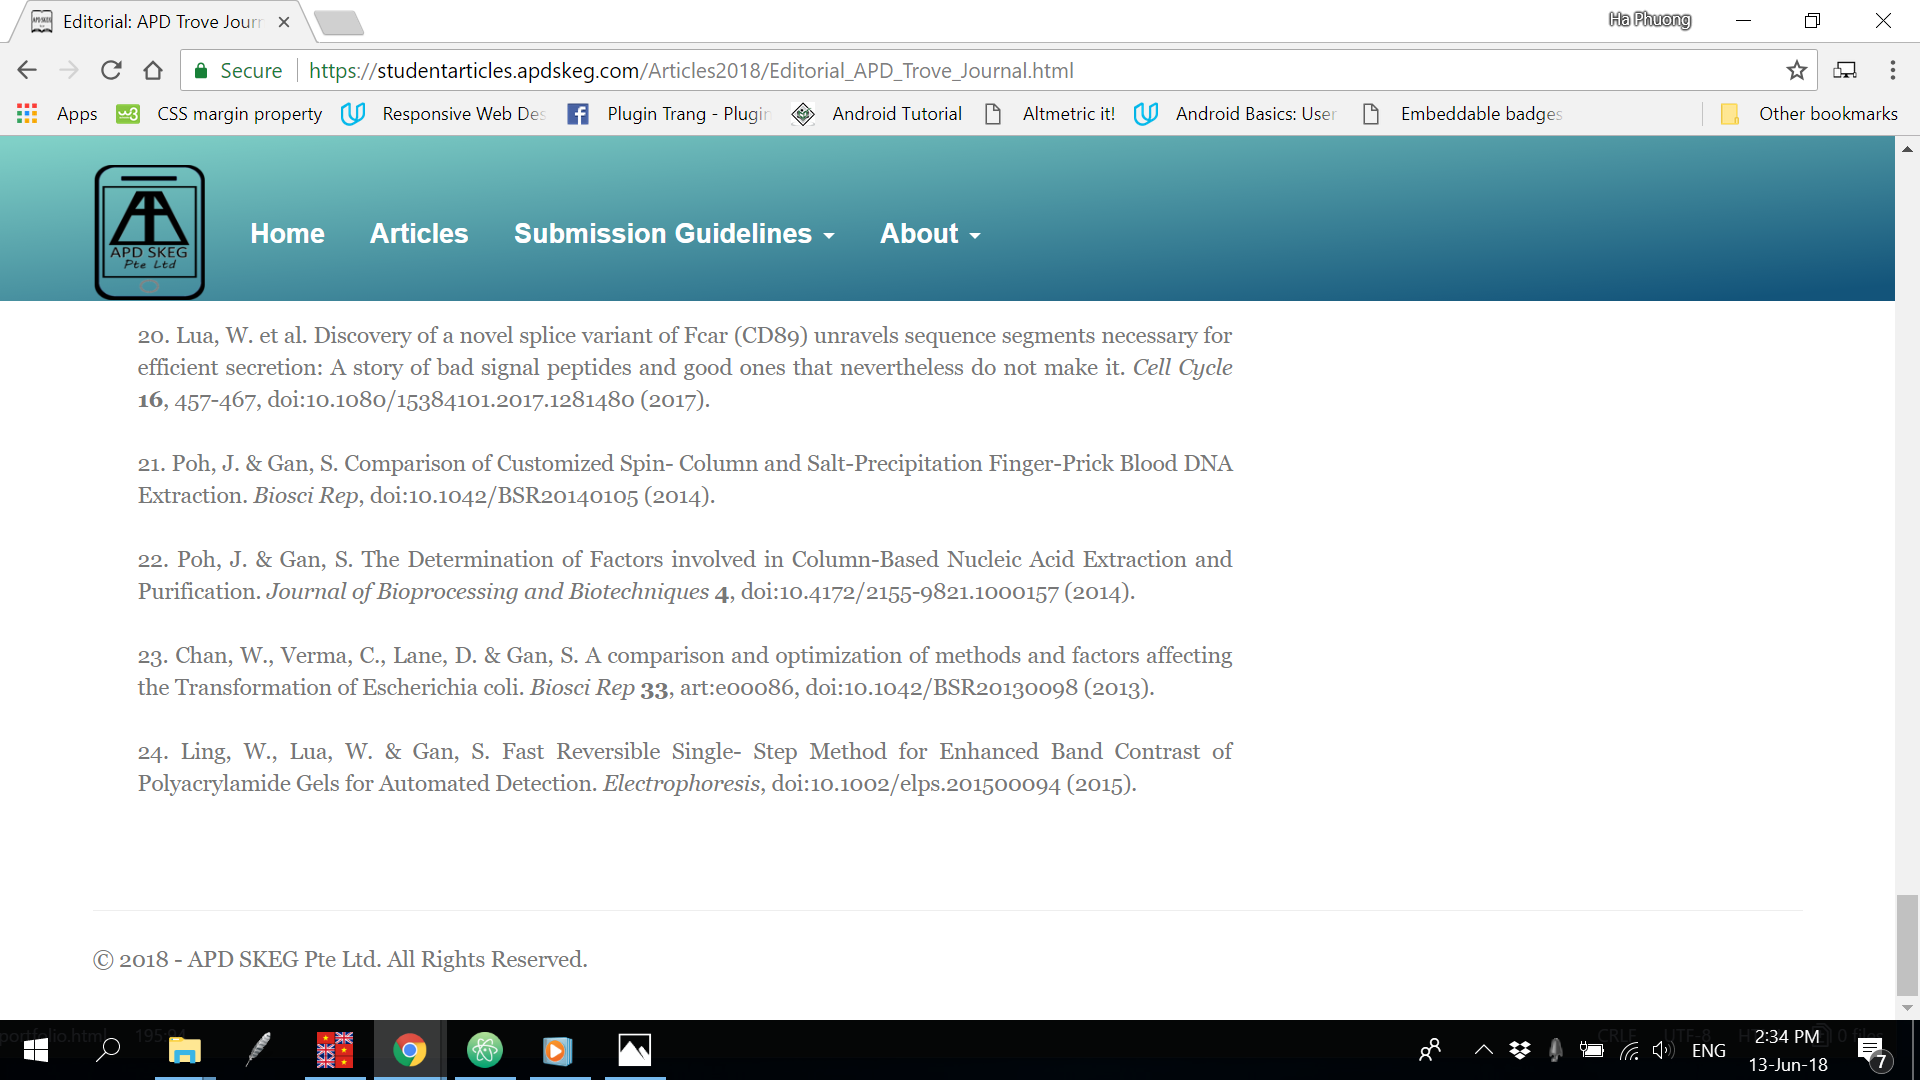 Editorial: APD Trove Jour
Ha Phuong
Secure
https://studentarticles.apdskeg.com/Articles2018/Editorial_APD_Trove_Journal.html
Apps
CSS margin property
Responsive Web Des
Plugin Trang - Plugin
Android Tutorial
Altmetric it!
Android Basics: User
Embeddable badges
Other bookmarks
APD SKEG
Pte Ltd
Home
Articles
Submission Guidelines
About
20. Lua, W. et al. Discovery of a novel splice variant of Fcar (CD89) unravels sequence segments necessary for
efficient secretion: A story of bad signal peptides and good ones that nevertheless do not make it. Cell Cycle
16, 457-467, doi:10.1080/15384101.2017.1281480 (2017).
21. Poh, J. & Gan, S. Comparison of Customized Spin- Column and Salt-Precipitation Finger-Prick Blood DNA
Extraction. Biosci Rep, doi:10.1042/BSR20140105 (2014).
22. Poh, J. & Gan, S. The Determination of Factors involved in Column-Based Nucleic Acid Extraction and
Purification. Journal of Bioprocessing and Biotechniques 4, doi:10.4172/2155-9821.1000157 (2014).
23. Chan, W., Verma, C., Lane, D. & Gan, S. A comparison and optimization of methods and factors affecting
the Transformation of Escherichia coli. Biosci Rep 33, art:e00086, doi:10.1042/BSR20130098 (2013).
24. Ling, W., Lua, W. & Gan, S. Fast Reversible Single- Step Method for Enhanced Band Contrast of
Polyacrylamide Gels for Automated Detection. Electrophoresis, doi:10.1002/elps.201500094 (2015).
© 2018 - APD SKEG Pte Ltd. All Rights Reserved.
portfolio.html 195:94
CRLF UTF-8
0 files
ENG
2:34 PM
13-Jun-18
7